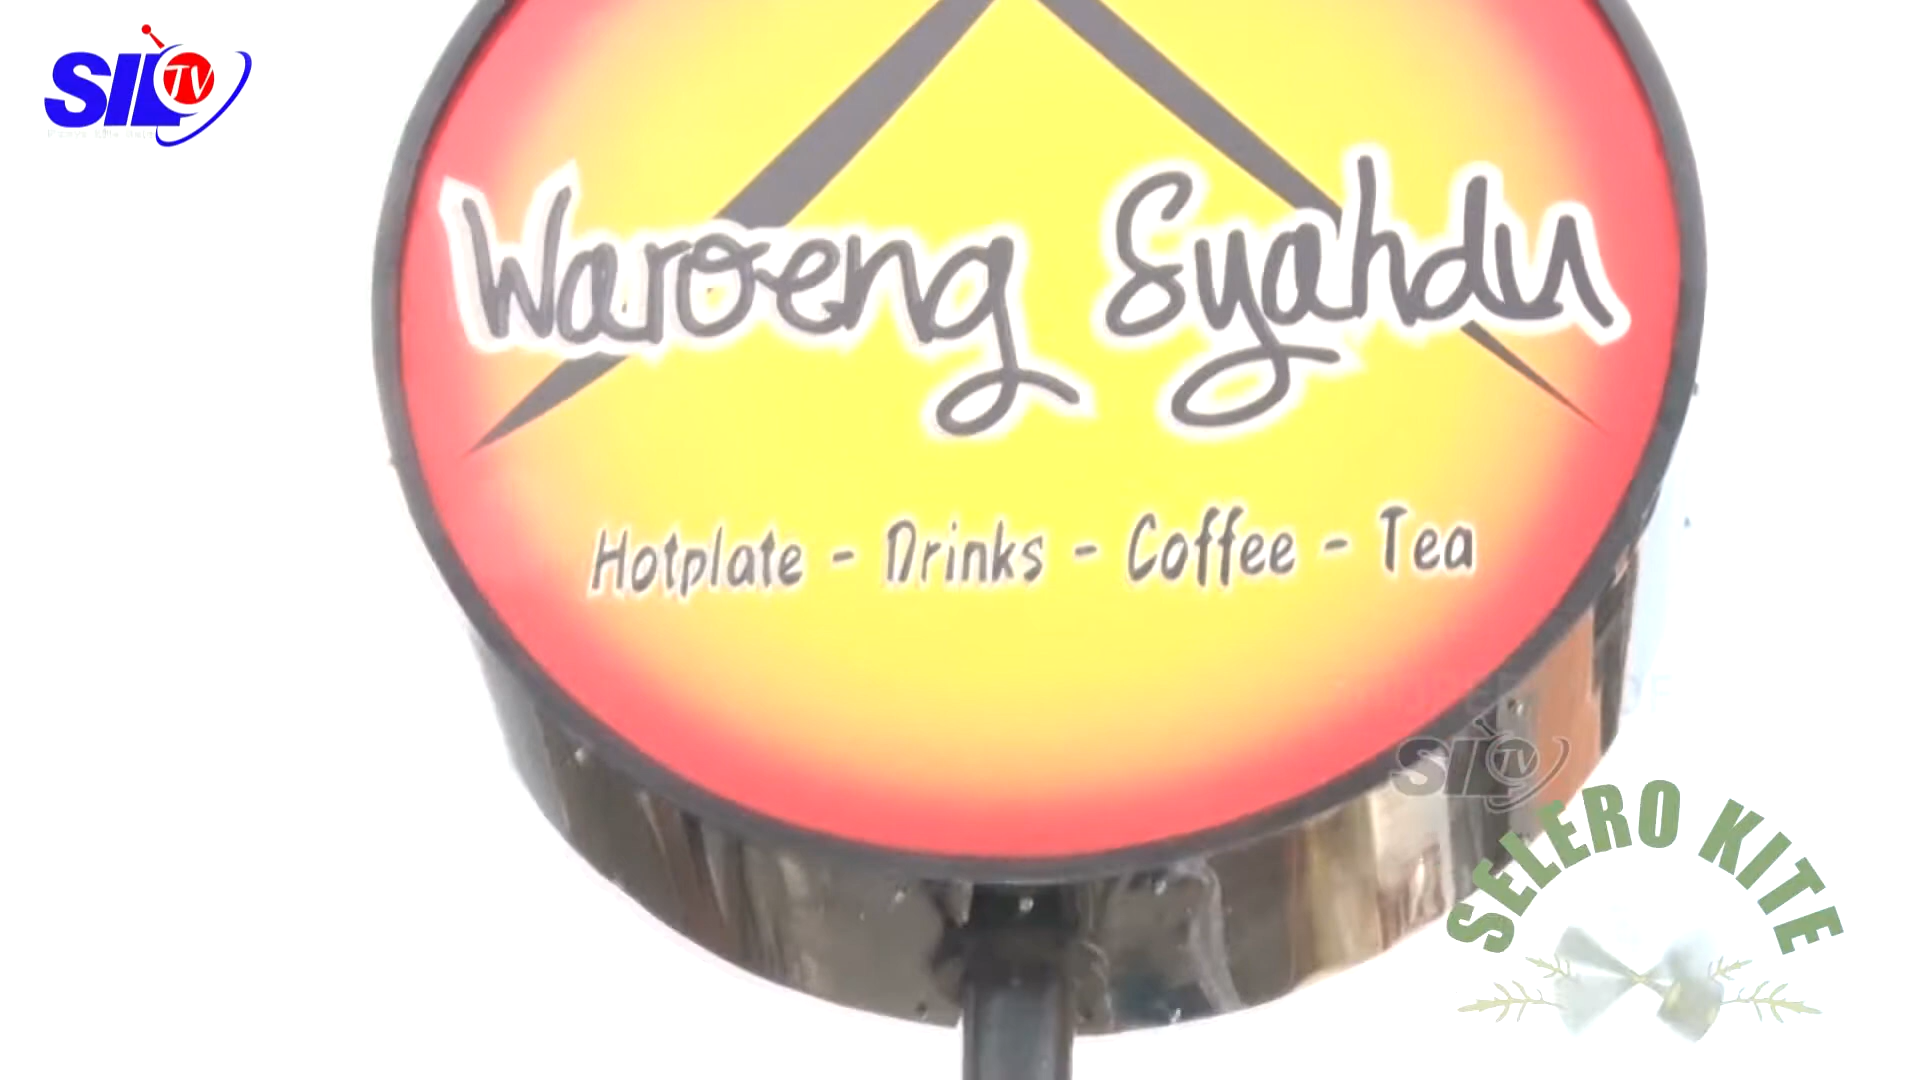 SIL TV
Waroeng Syahdu
Hotplate - Drinks - Coffee - Tea
SIL TV
SELERO KITE